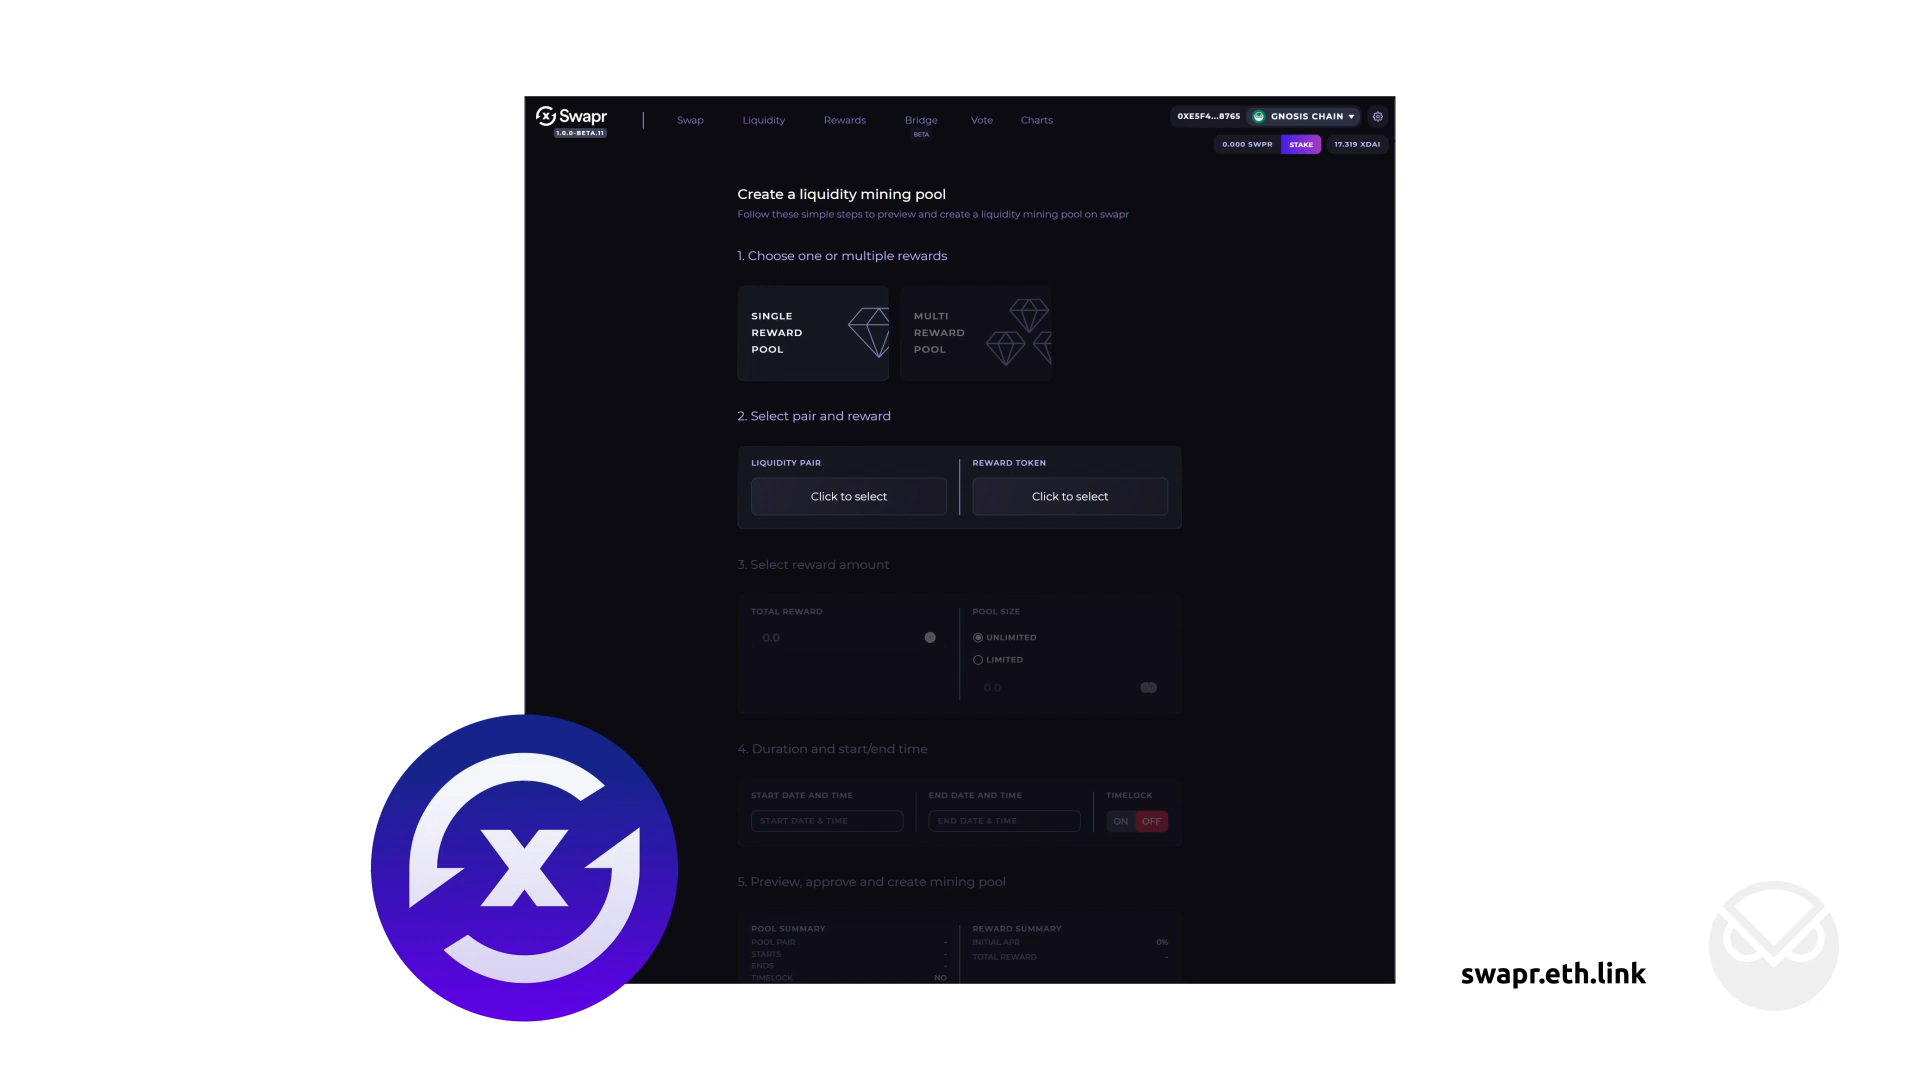 Swapr
1.0.0-BETA.11
Swap
Liquidity
Rewards
Bridge
BETA
Vote
Charts
0XE5F4...8765
GNOSIS CHAIN
0.000 SWPR
STAKE
17.319 XDAI
Create a liquidity mining pool
Follow these simple steps to preview and create a liquidity mining pool on swapr
1. Choose one or multiple rewards
SINGLE
REWARD
POOL
MULTI
REWARD
POOL
2. Select pair and reward
LIQUIDITY PAIR
Click to select
REWARD TOKEN
Click to select
3. Select reward amount
TOTAL REWARD
0.0
POOL SIZE
UNLIMITED
LIMITED
0.0
4. Duration and start/end time
START DATE AND TIME
START DATE & TIME
END DATE AND TIME
END DATE & TIME
TIMELOCK
ON OFF
5. Preview, approve and create mining pool
POOL SUMMARY
POOL PAIR -
STARTS -
ENDS -
TIMELOCK NO
REWARD SUMMARY
INITIAL APR 0%
TOTAL REWARD -
x
swapr.eth.link